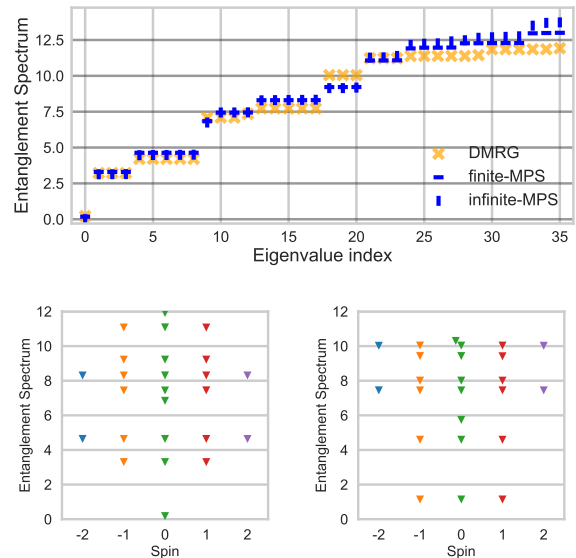 Entanglement Spectrum
12.5
10.0
7.5
5.0
2.5
0.0
DMRG
finite-MPS
infinite-MPS
0 5 10 15 20 25 30 35
Eigenvalue index
Entanglement Spectrum
12
10
8
6
4
2
0
-2 -1 0 1 2
Spin
Entanglement Spectrum
12
10
8
6
4
2
0
-2 -1 0 1 2
Spin